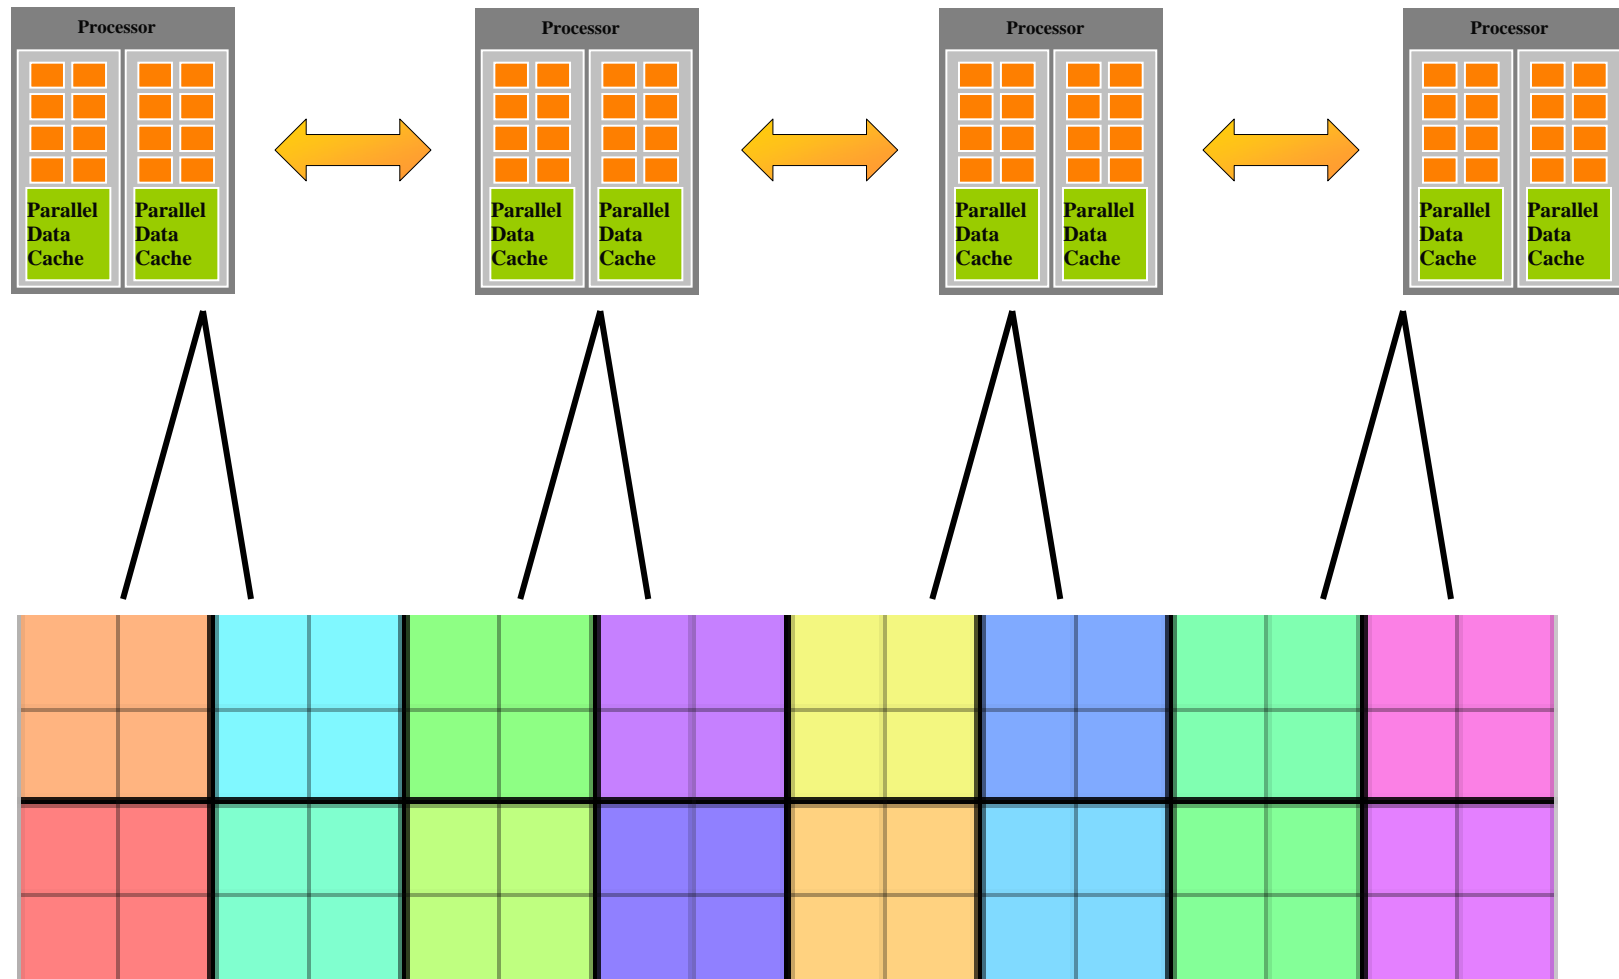 Processor
Parallel
Data
Cache
Parallel
Data
Cache
Processor
Parallel
Data
Cache
Parallel
Data
Cache
Processor
Parallel
Data
Cache
Parallel
Data
Cache
Processor
Parallel
Data
Cache
Parallel
Data
Cache